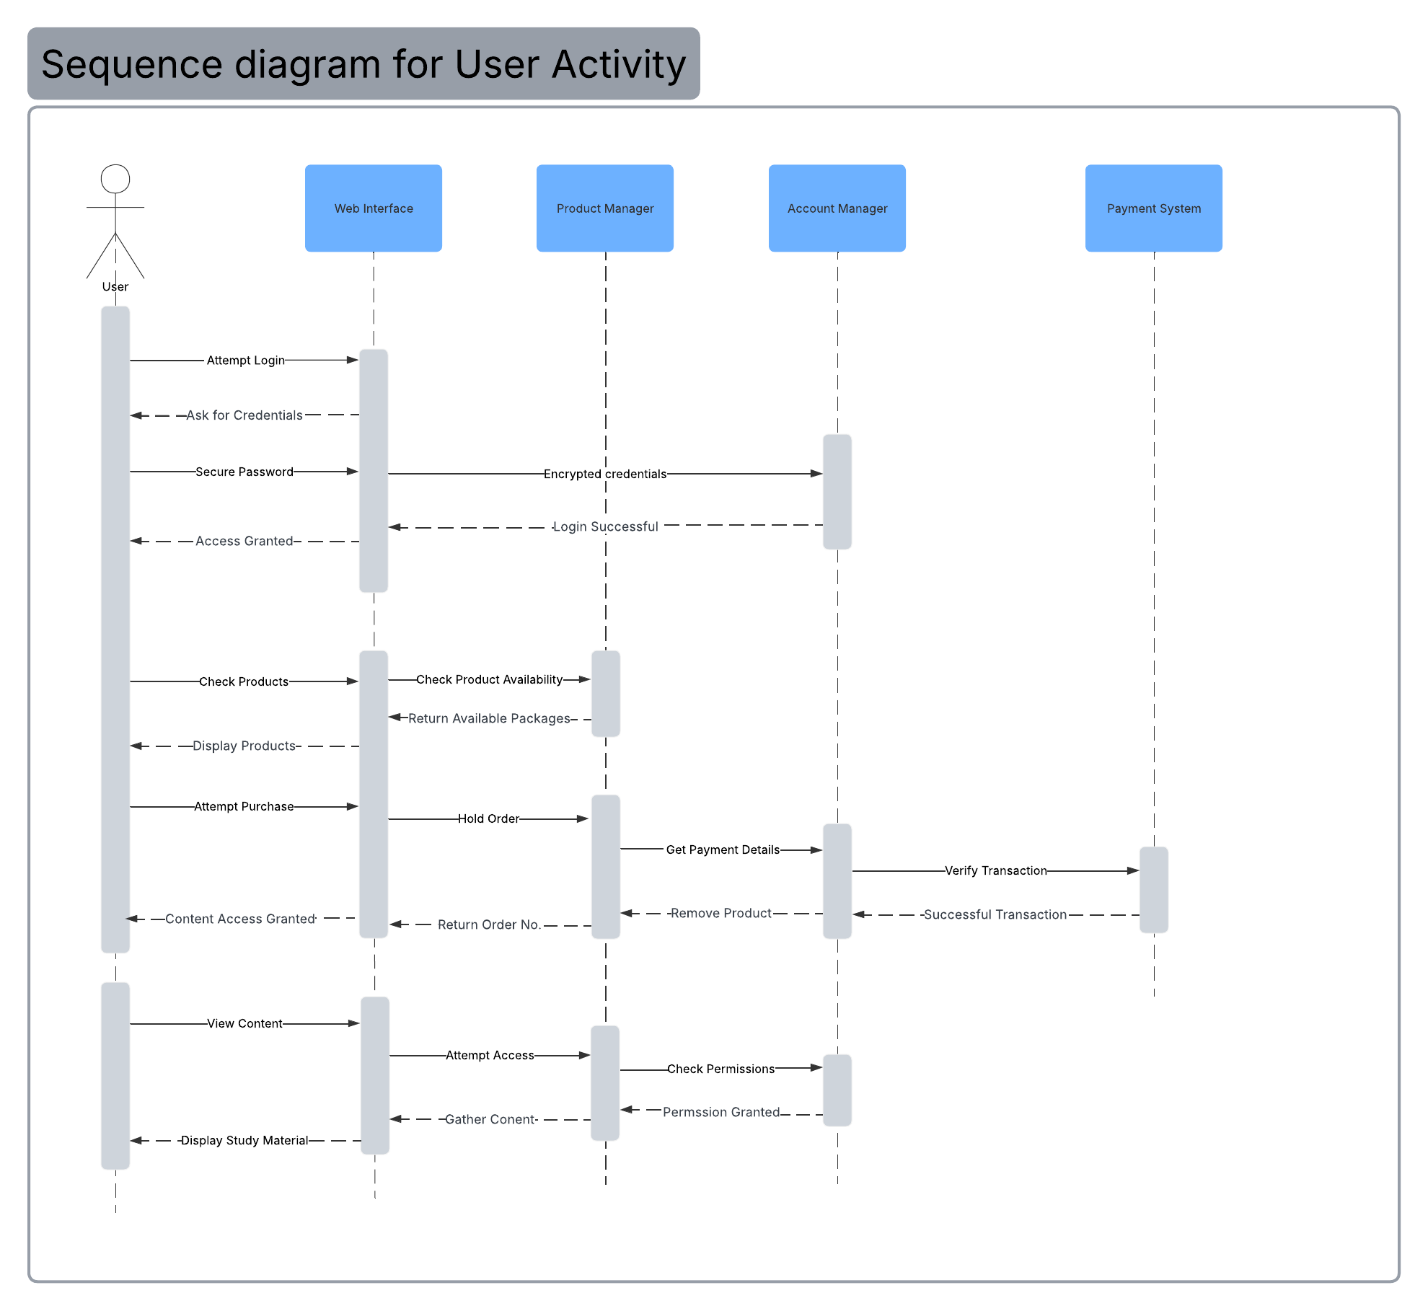 Sequence diagram for User Activity
Web Interface
Product Manager
Account Manager
Payment System
User
Attempt Login
Ask for Credentials
Secure Password
Encrypted credentials
Login Successful
Access Granted
Check Products
Check Product Availability
Return Available Packages
Display Products
Attempt Purchase
Hold Order
Get Payment Details
Verify Transaction
Content Access Granted
Return Order No.
Remove Product
Successful Transaction
View Content
Attempt Access
Check Permissions
Permssion Granted
Gather Conent
Display Study Material